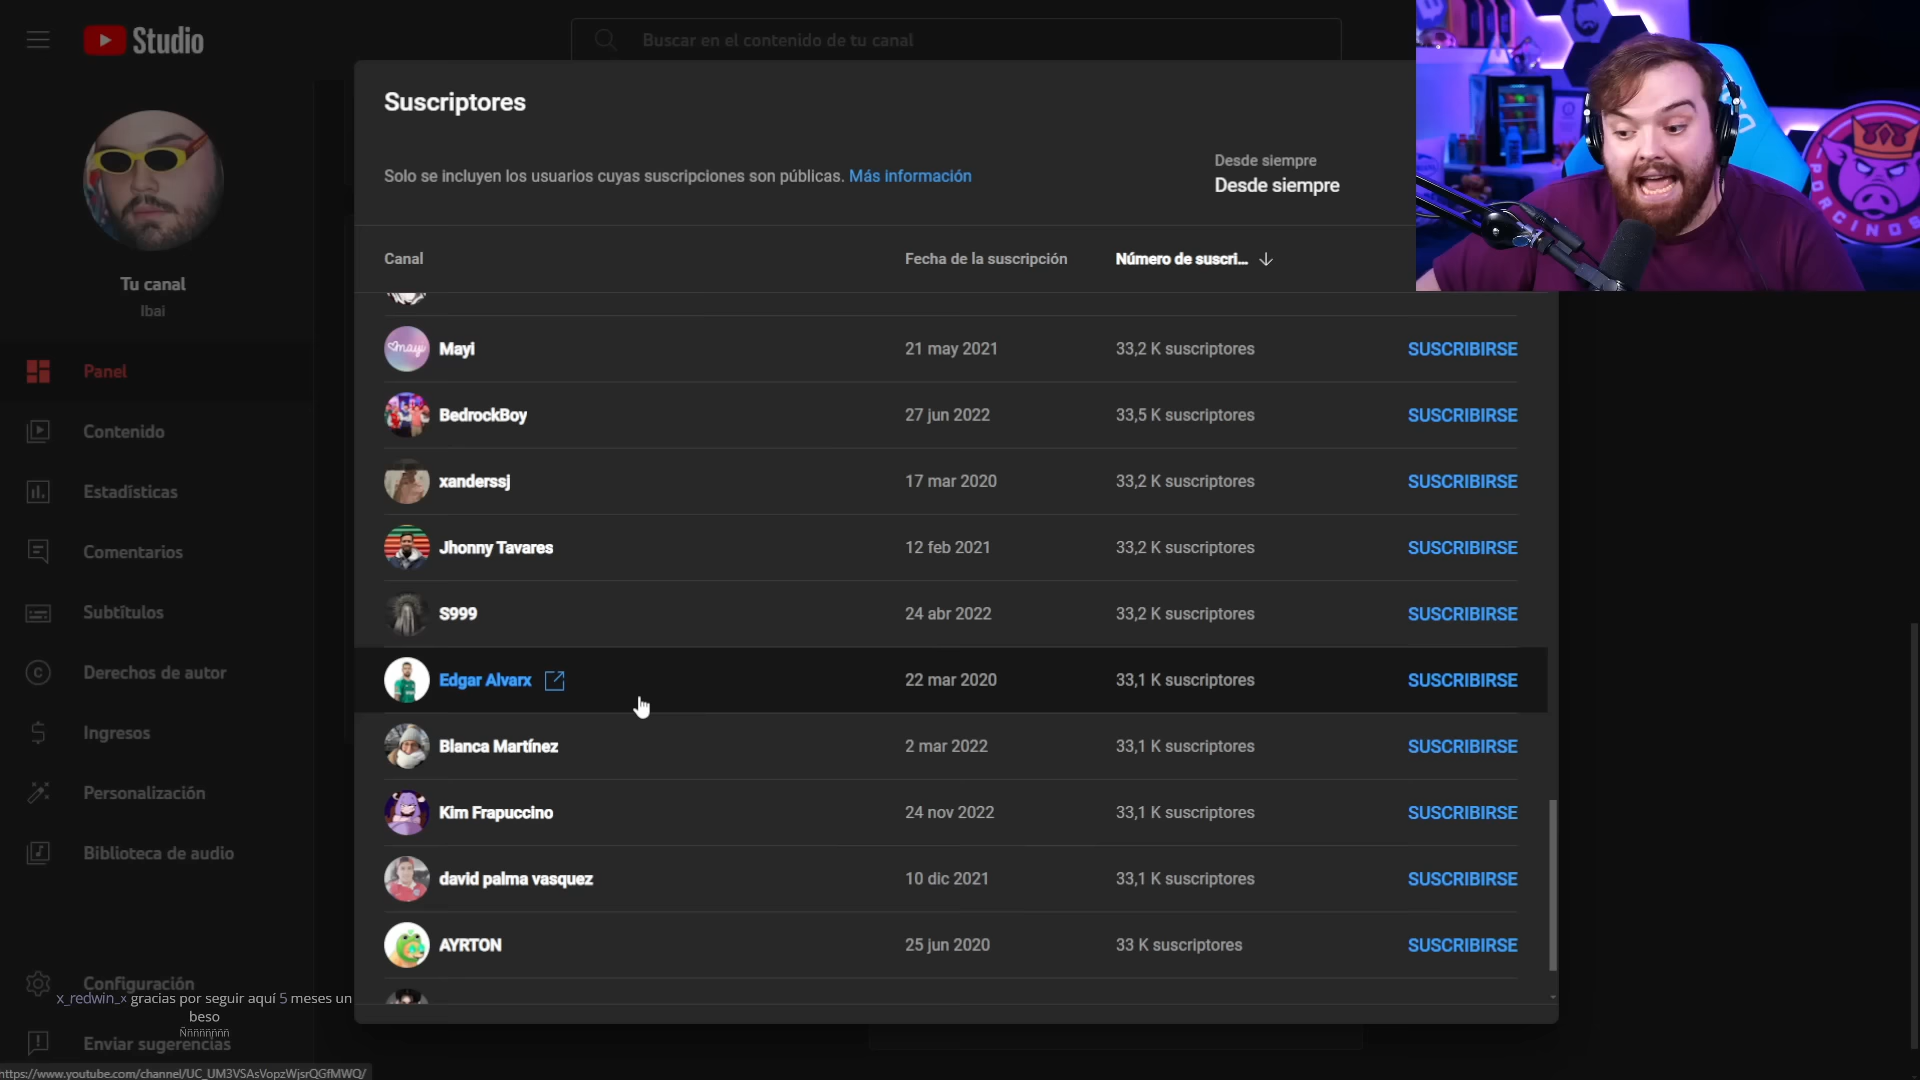 Studio
Buscar en el contenido de tu canal
Suscriptores
Solo se incluyen los usuarios cuyas suscripciones son públicas. Más información
Desde siempre
Desde siempre
Canal
Fecha de la suscripción
Número de suscri...
Tu canal
Ibai
Panel
Contenido
Estadísticas
Comentarios
Subtítulos
Derechos de autor
Ingresos
Personalización
Biblioteca de audio
Configuración
Enviar sugerencias
mayi
Mayi 21 may 2021 33,2 K suscriptores SUSCRIBIRSE
BedrockBoy 27 jun 2022 33,5 K suscriptores SUSCRIBIRSE
xanderssj 17 mar 2020 33,2 K suscriptores SUSCRIBIRSE
Jhonny Tavares 12 feb 2021 33,2 K suscriptores SUSCRIBIRSE
S999 24 abr 2022 33,2 K suscriptores SUSCRIBIRSE
Edgar Alvarx 22 mar 2020 33,1 K suscriptores SUSCRIBIRSE
Blanca Martínez 2 mar 2022 33,1 K suscriptores SUSCRIBIRSE
Kim Frapuccino 24 nov 2022 33,1 K suscriptores SUSCRIBIRSE
david palma vasquez 10 dic 2021 33,1 K suscriptores SUSCRIBIRSE
AYRTON 25 jun 2020 33 K suscriptores SUSCRIBIRSE
x_redwin_x gracias por seguir aquí 5 meses un
beso
PORCINOS